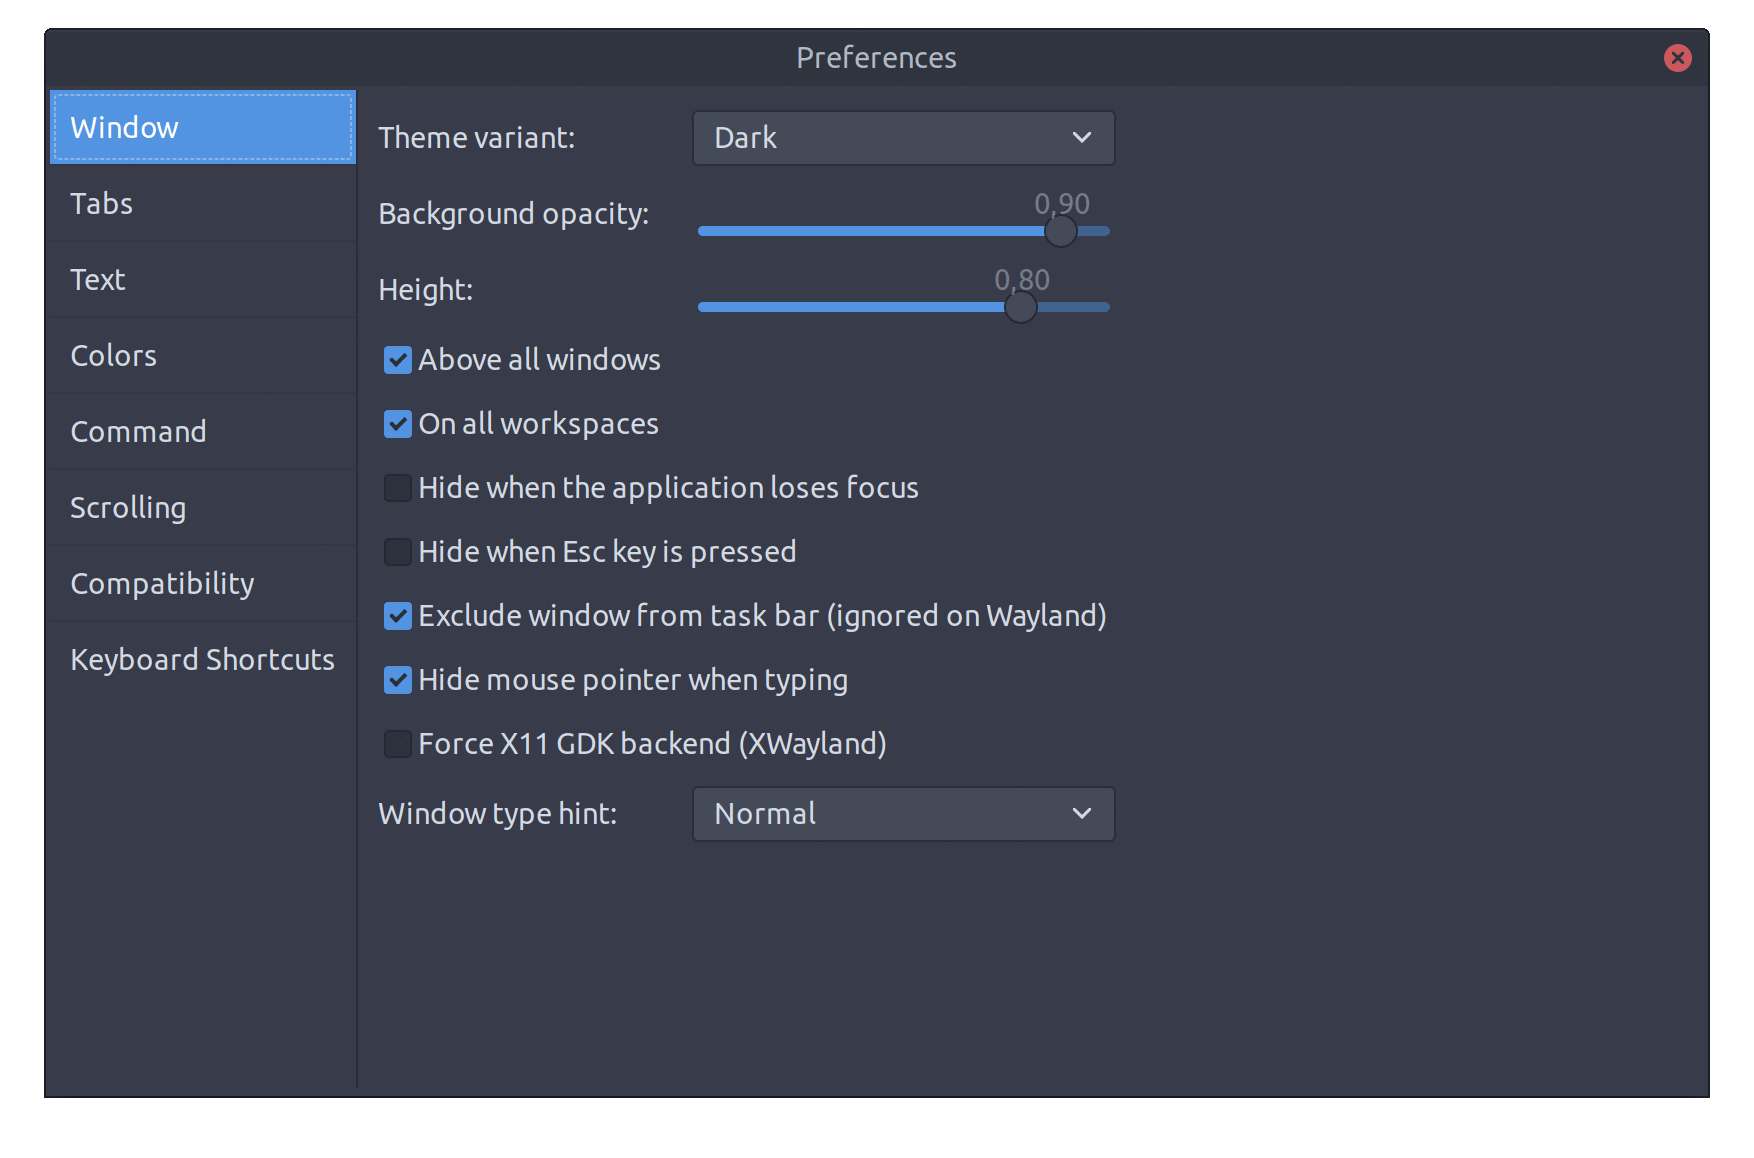 Preferences
Window
Tabs
Text
Colors
Command
Scrolling
Compatibility
Keyboard Shortcuts
Theme variant: Dark
Background opacity: 0,90
Height: 0,80
Above all windows
On all workspaces
Hide when the application loses focus
Hide when Esc key is pressed
Exclude window from task bar (ignored on Wayland)
Hide mouse pointer when typing
Force X11 GDK backend (XWayland)
Window type hint: Normal